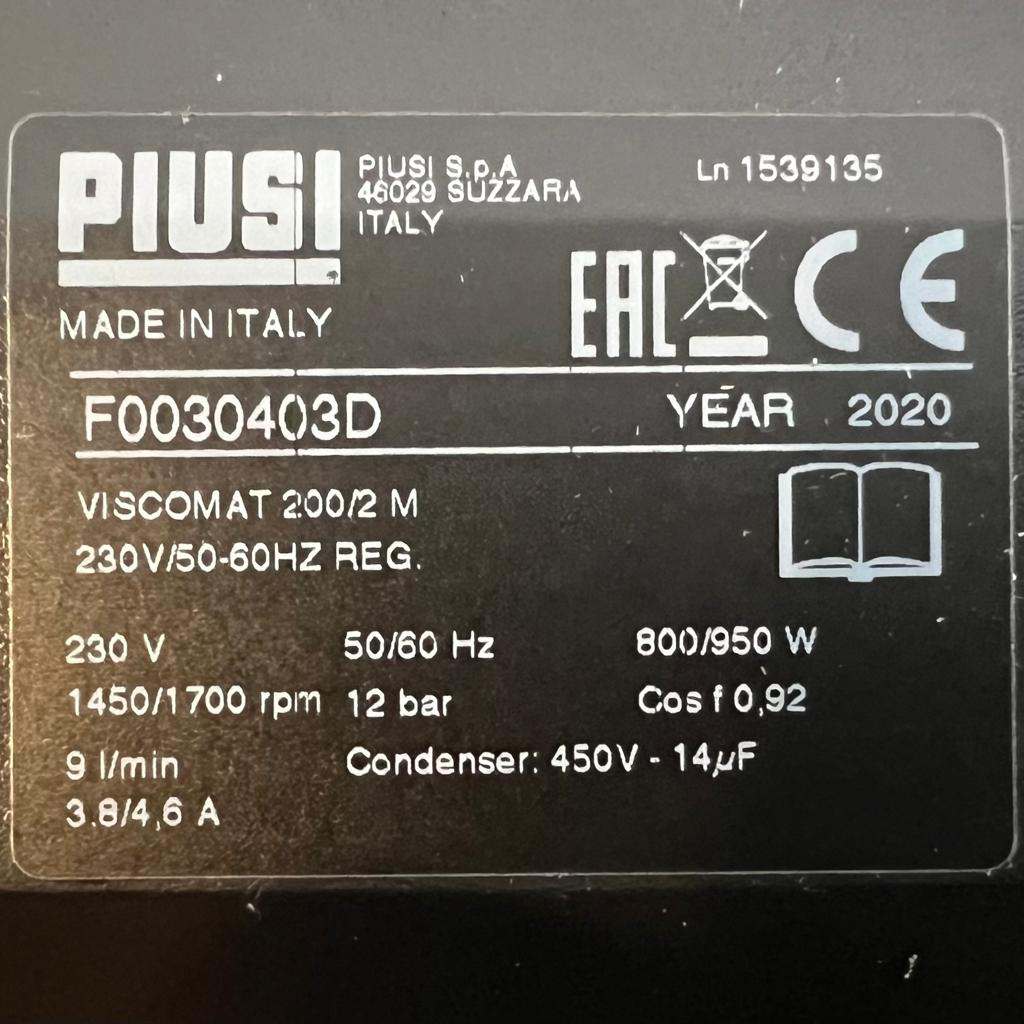 PIUSI
PIUSI S.p.A
46029 SUZZARA
ITALY
Ln 1539135
MADE IN ITALY
EAC
CE
F0030403D YEAR 2020
VISCOMAT 200/2 M
230V/50-60HZ REG.
230 V 50/60 Hz 800/950 W
1450/1700 rpm 12 bar Cos f 0,92
9 l/min Condenser: 450V - 14µF
3.8/4,6 A